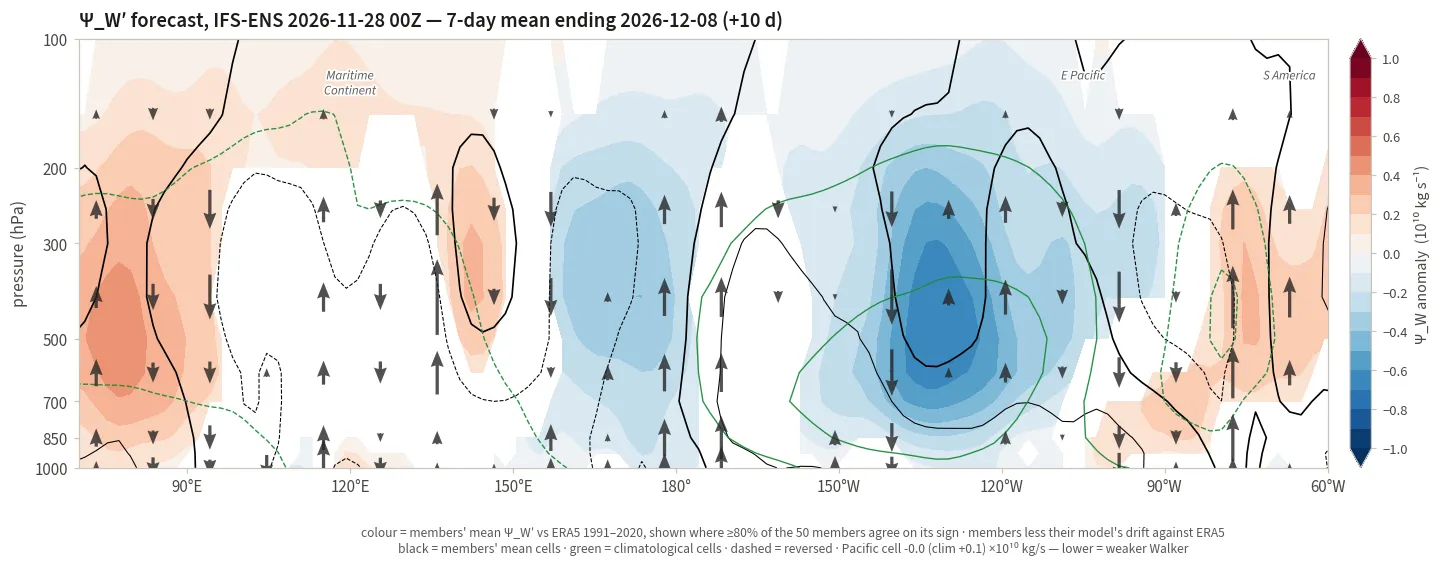 Ψ_W′ forecast, IFS-ENS 2026-11-28 00Z — 7-day mean ending 2026-12-08 (+10 d)
100
200
300
400
500
700
850
1000
pressure (hPa)
Maritime
Continent
E Pacific
S America
90°E
120°E
150°E
180°
150°W
120°W
90°W
60°W
1.0
0.8
0.6
0.4
0.2
0.0
−0.2
−0.4
−0.6
−0.8
−1.0
Ψ_W anomaly (10¹⁰ kg s⁻¹)
colour = members' mean Ψ_W′ vs ERA5 1991–2020, shown where ≥80% of the 50 members agree on its sign · members less their model's drift against ERA5
black = members' mean cells · green = climatological cells · dashed = reversed · Pacific cell -0.0 (clim +0.1) ×10¹⁰ kg/s — lower = weaker Walker